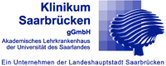 Klinikum
Saarbrücken
gGmbH
Akademisches Lehrkrankenhaus
der Universität des Saarlandes
Ein Unternehmen der Landeshauptstadt Saarbrücken